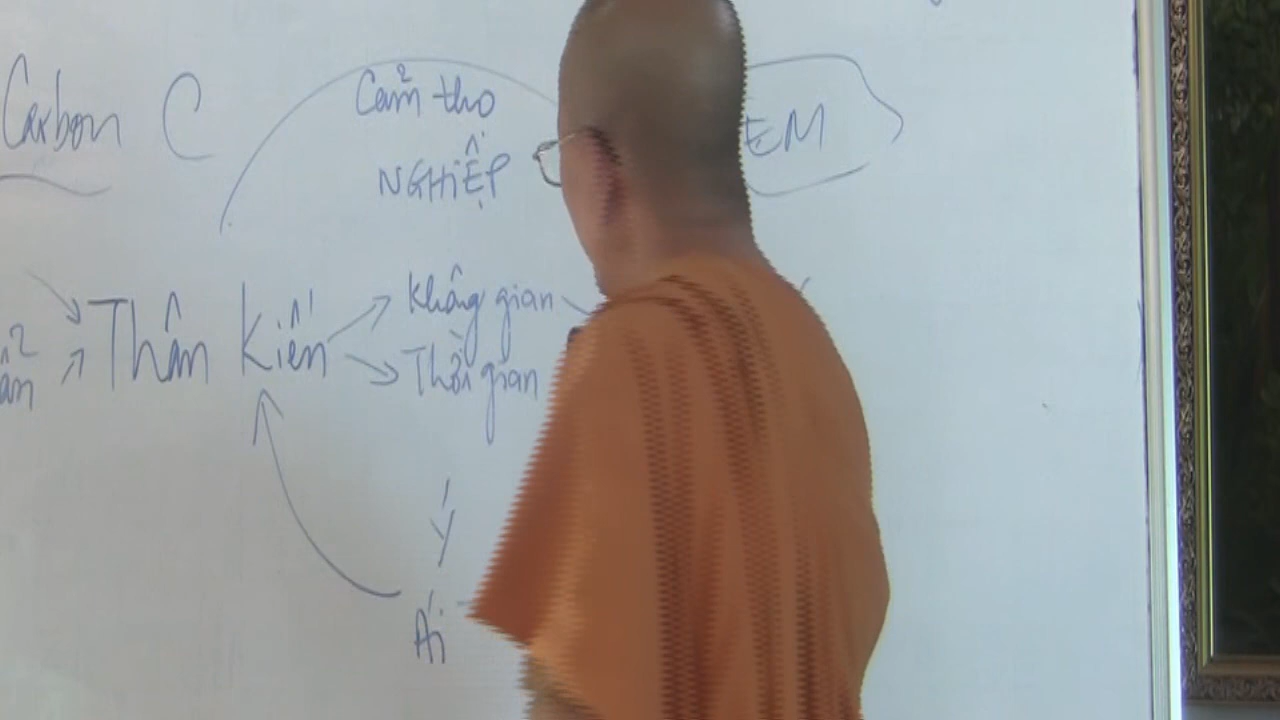 Carbon C
Cảm thọ
NGHIỆP
EM
Thân Kiến
Không gian
Thời gian
Ý
Ái